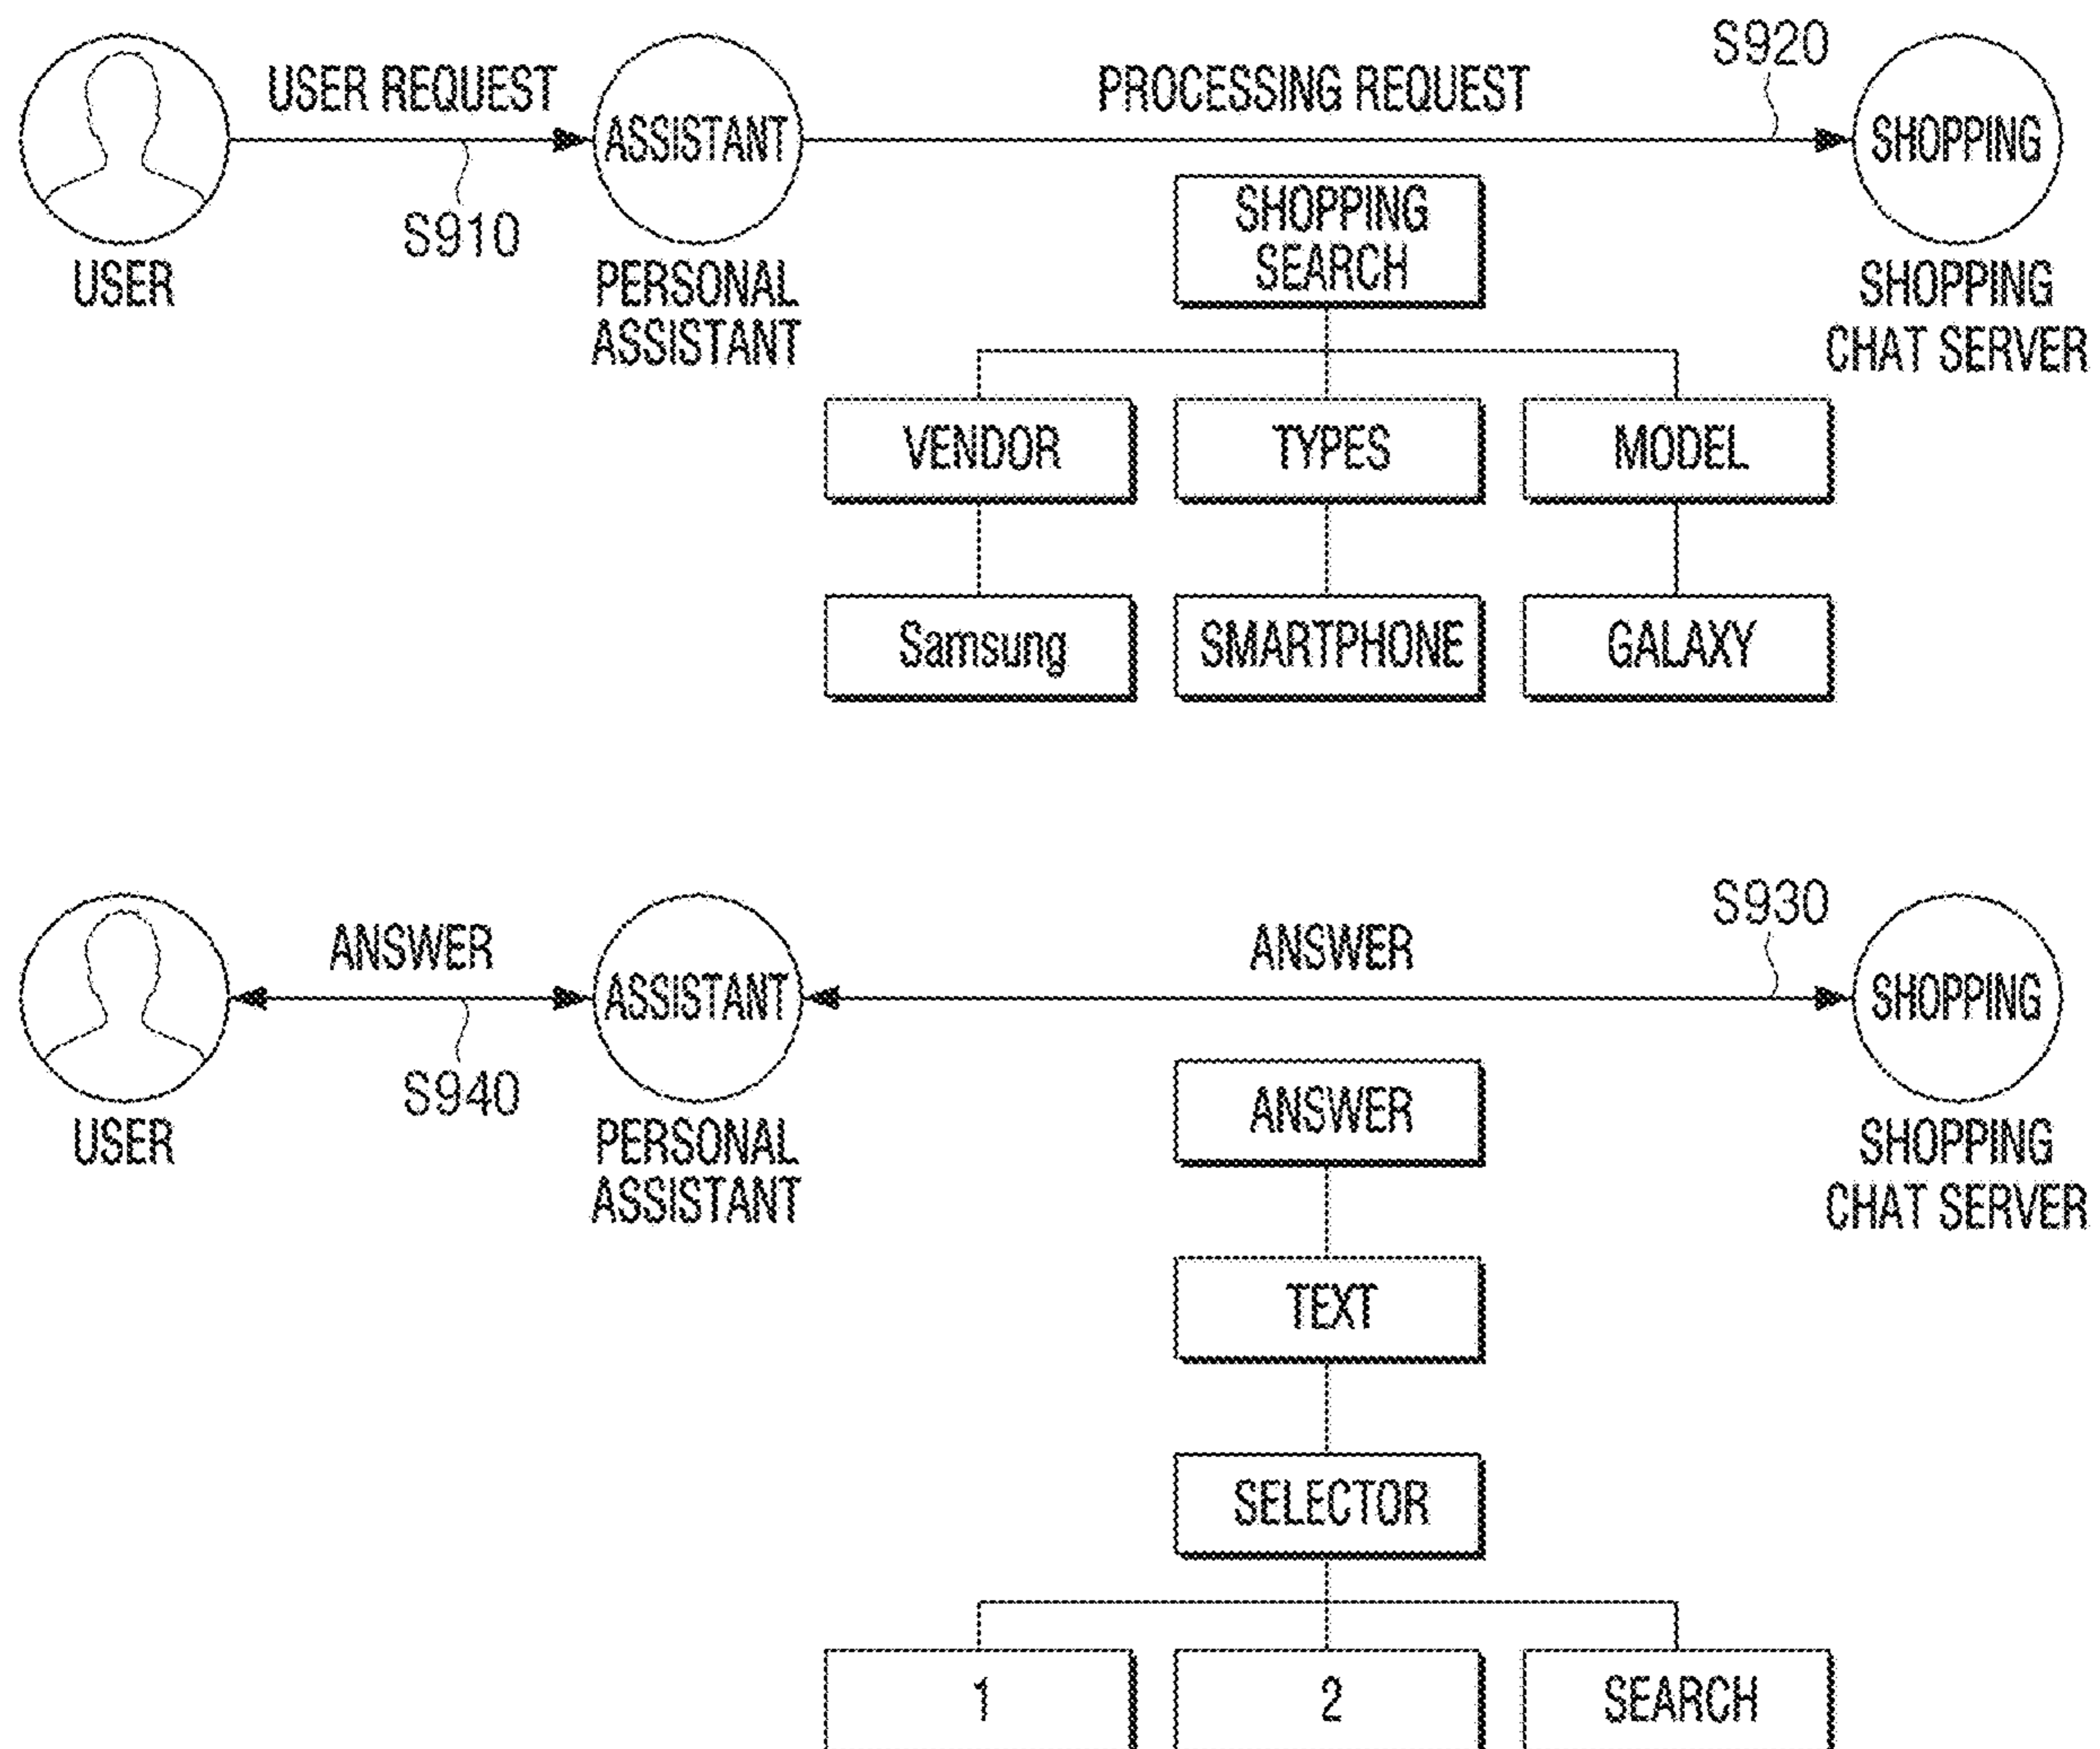 S920
USER REQUEST
PROCESSING REQUEST
ASSISTANT
SHOPPING
S910
SHOPPING
SEARCH
USER
PERSONAL
ASSISTANT
SHOPPING
CHAT SERVER
VENDOR
TYPES
MODEL
Samsung
SMARTPHONE
GALAXY
S930
ANSWER
ANSWER
ASSISTANT
SHOPPING
S940
ANSWER
USER
PERSONAL
ASSISTANT
SHOPPING
CHAT SERVER
TEXT
SELECTOR
1
2
SEARCH